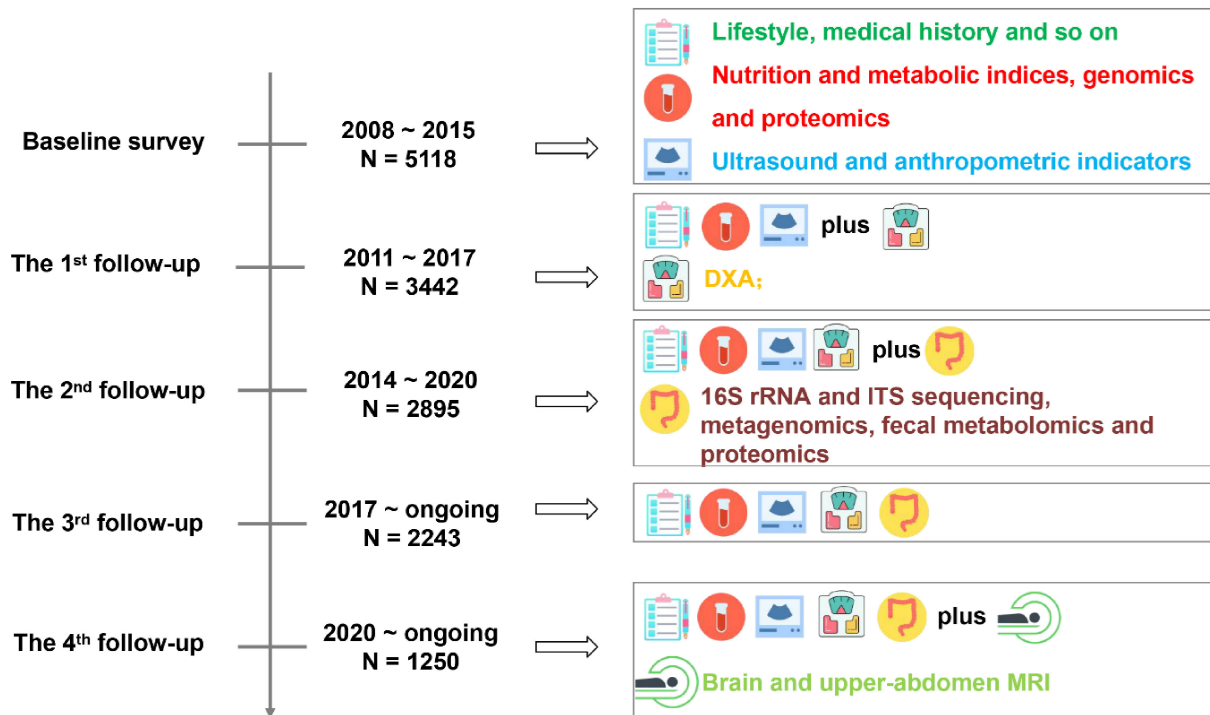 Lifestyle, medical history and so on
Nutrition and metabolic indices, genomics
and proteomics
Ultrasound and anthropometric indicators
Baseline survey
2008 ~ 2015
N = 5118
The 1st follow-up
2011 ~ 2017
N = 3442
plus
DXA；
The 2nd follow-up
2014 ~ 2020
N = 2895
plus
16S rRNA and ITS sequencing,
metagenomics, fecal metabolomics and
proteomics
The 3rd follow-up
2017 ~ ongoing
N = 2243
The 4th follow-up
2020 ~ ongoing
N = 1250
plus
Brain and upper-abdomen MRI